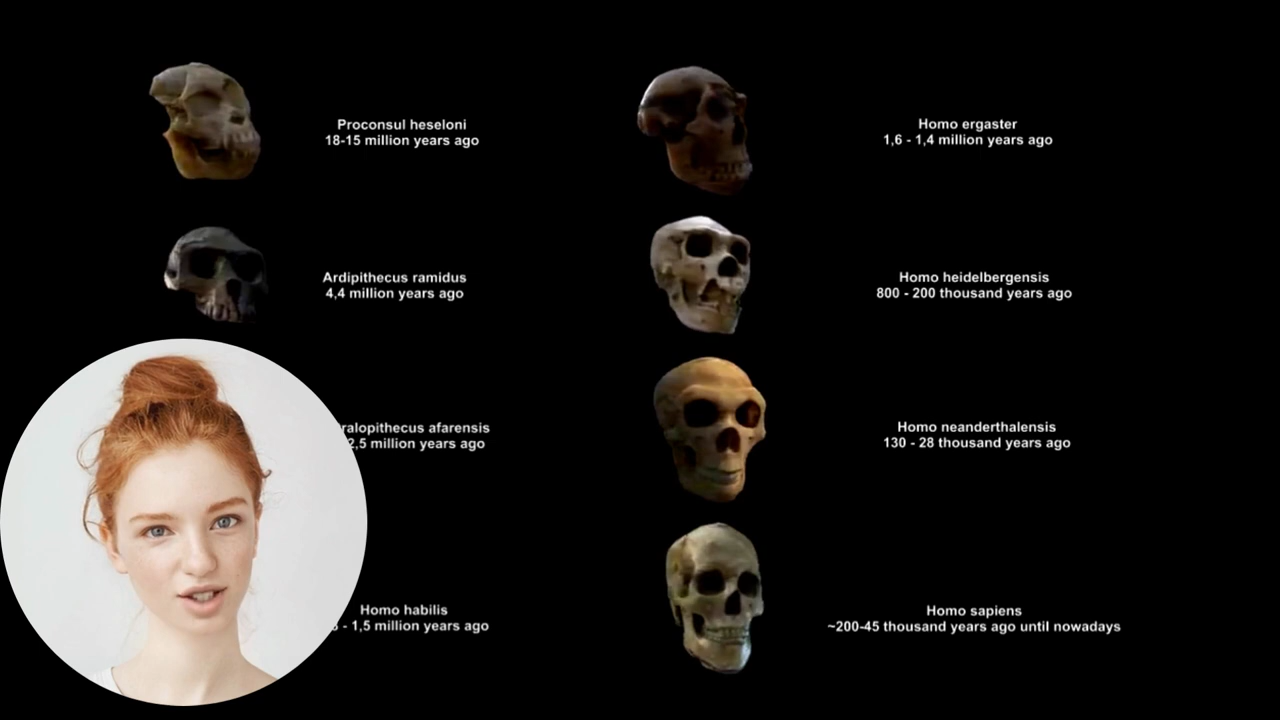 Proconsul heseloni
18-15 million years ago
Ardipithecus ramidus
4,4 million years ago
afarensis
million years ago
Homo habilis
- 1,5 million years ago
Homo ergaster
1,6 - 1,4 million years ago
Homo heidelbergensis
800 - 200 thousand years ago
Homo neanderthalensis
130 - 28 thousand years ago
Homo sapiens
~200-45 thousand years ago until nowadays